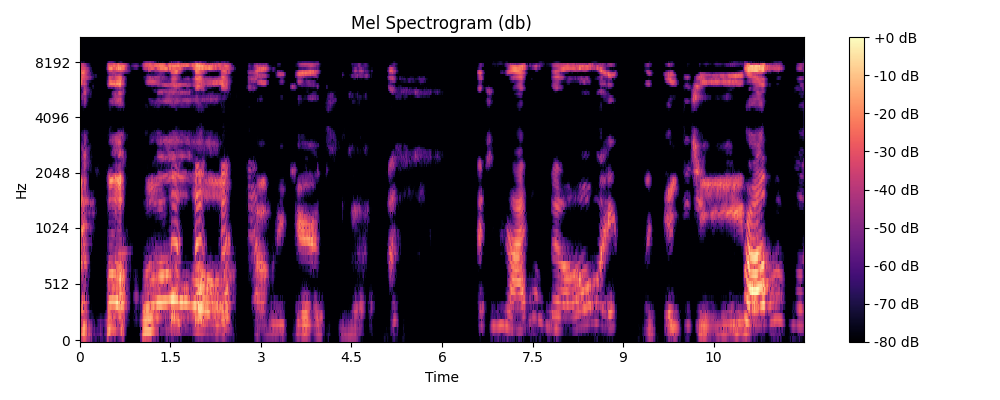 Mel Spectrogram (db)
8192
4096
2048
1024
512
0
Hz
0 1.5 3 4.5 6 7.5 9 10
Time
+0 dB
-10 dB
-20 dB
-30 dB
-40 dB
-50 dB
-60 dB
-70 dB
-80 dB